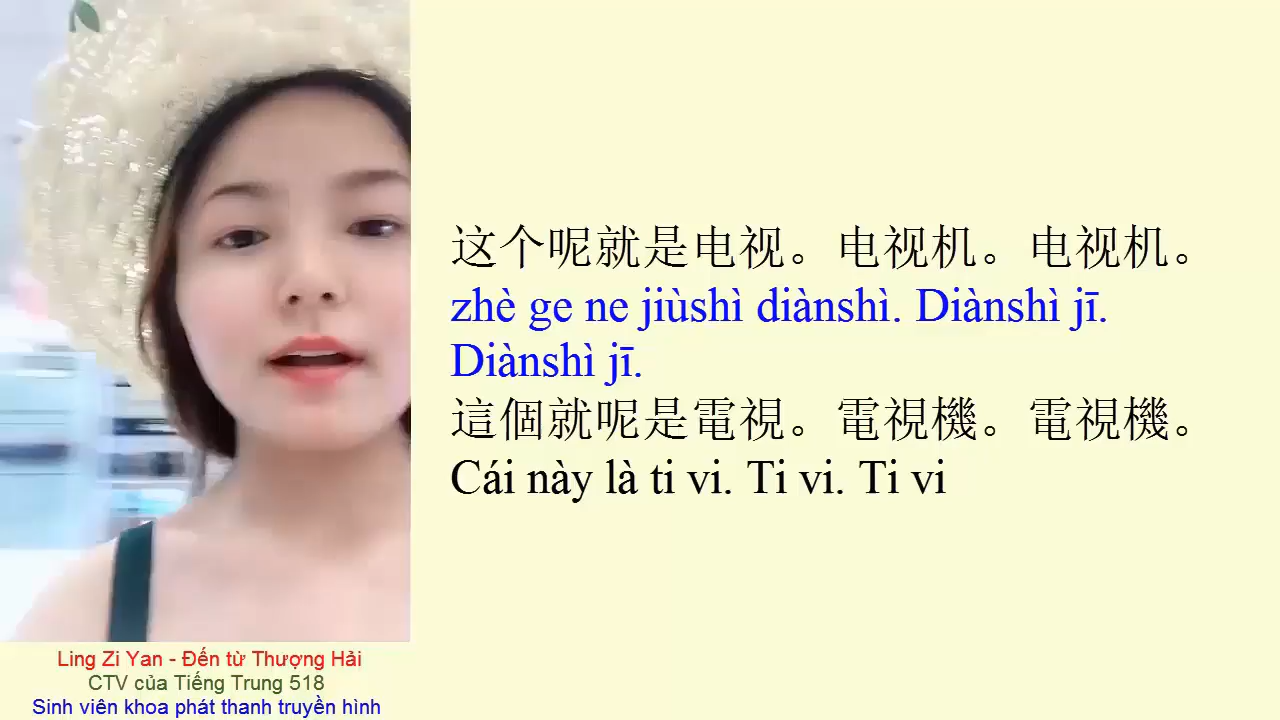 这个呢就是电视。电视机。电视机。
zhè ge ne jiùshì diànshì. Diànshì jī.
Diànshì jī.
這個就呢是電視。電視機。電視機。
Cái này là ti vi. Ti vi. Ti vi
Ling Zi Yan - Đến từ Thượng Hải
CTV của Tiếng Trung 518
Sinh viên khoa phát thanh truyền hình